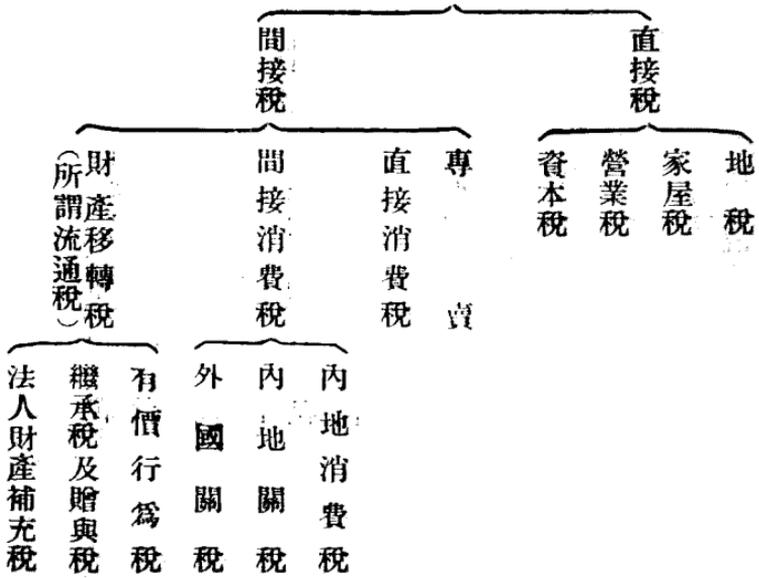 直接稅
地稅
家屋稅
營業稅
資本稅
間接稅
專賣
直接消費稅
間接消費稅
內地消費稅
內地關稅
外國關稅
財產移轉稅
(所謂流通稅)
有價行爲稅
繼承稅及贈與稅
法人財產補充稅